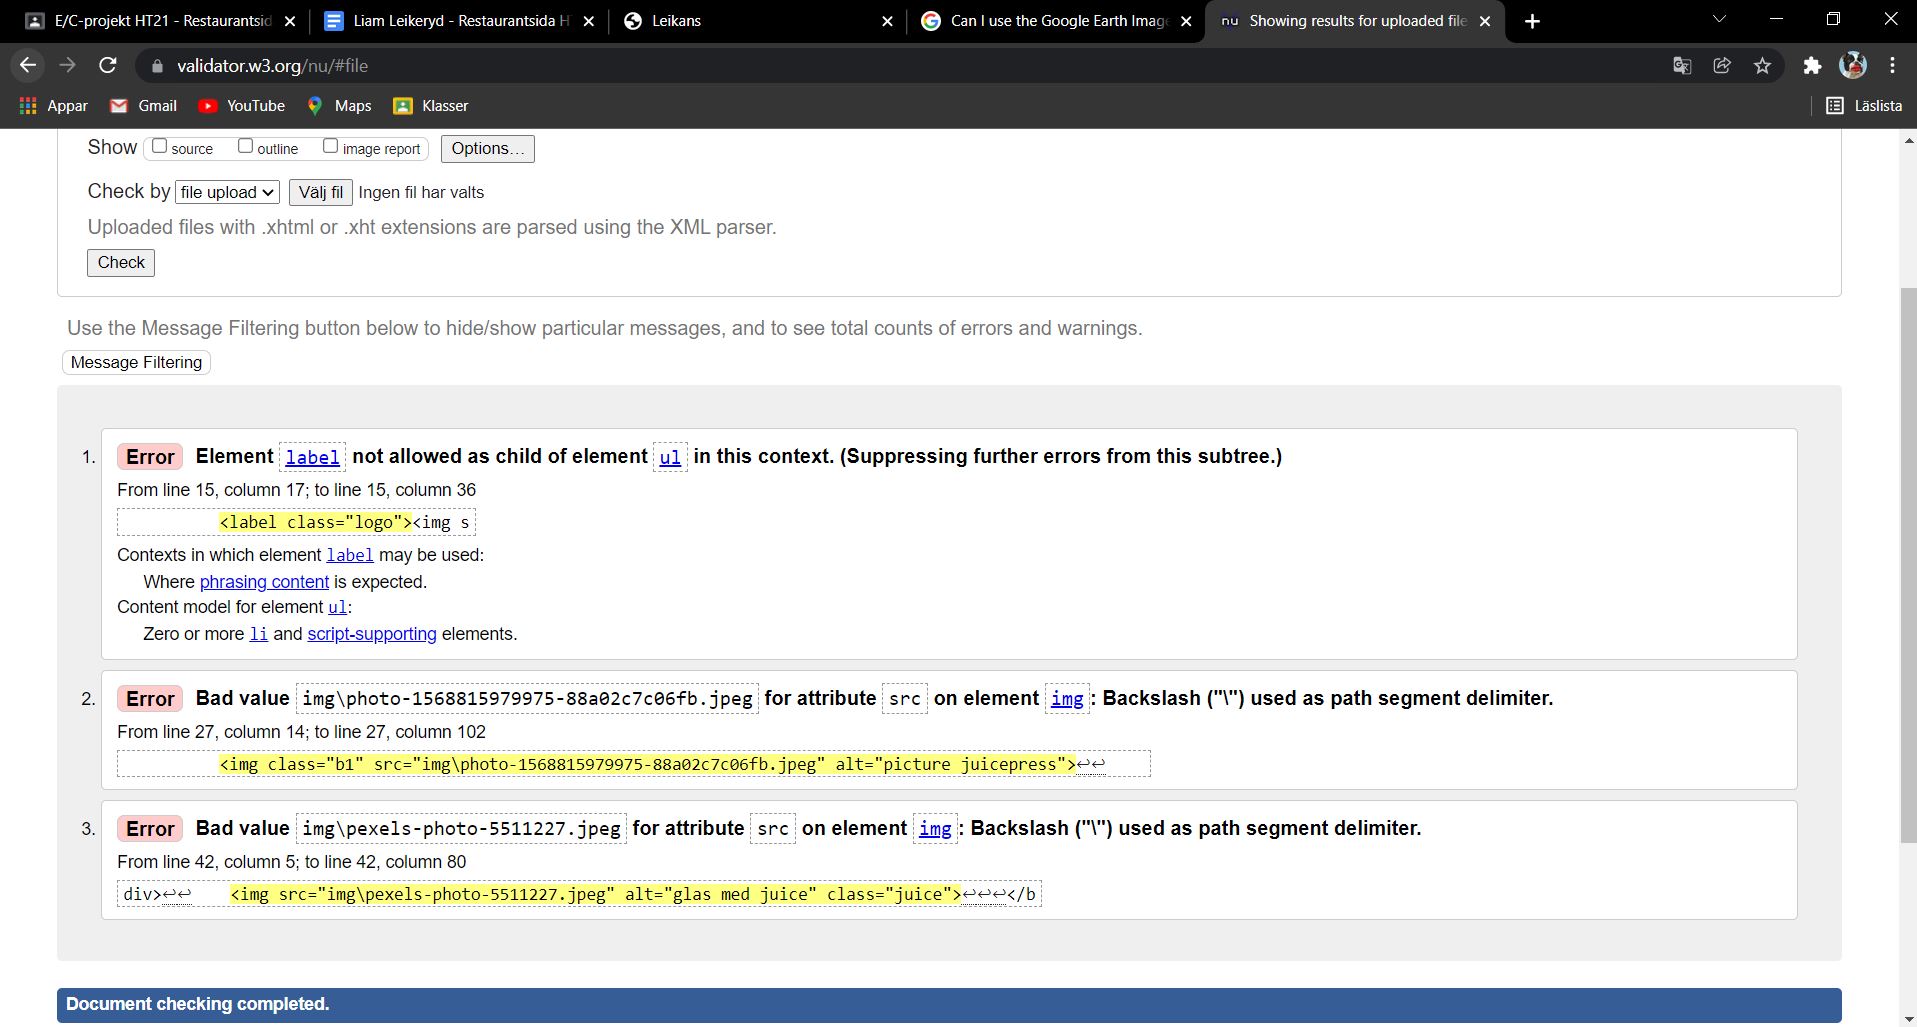 E/C-projekt HT21 - Restaurantsid
Liam Leikeryd - Restaurantsida H
Leikans
Can I use the Google Earth Image
nu Showing results for uploaded file
validator.w3.org/nu/#file
Appar
Gmail
YouTube
Maps
Klasser
Läslista
Show source outline image report Options...
Check by file upload Välj fil Ingen fil har valts
Uploaded files with .xhtml or .xht extensions are parsed using the XML parser.
Check
Use the Message Filtering button below to hide/show particular messages, and to see total counts of errors and warnings.
Message Filtering
1. Error Element label not allowed as child of element ul in this context. (Suppressing further errors from this subtree.)
From line 15, column 17; to line 15, column 36
<label class="logo"><img s
Contexts in which element label may be used:
Where phrasing content is expected.
Content model for element ul:
Zero or more li and script-supporting elements.
2. Error Bad value img\photo-1568815979975-88a02c7c06fb.jpeg for attribute src on element img: Backslash ("\") used as path segment delimiter.
From line 27, column 14; to line 27, column 102
<img class="b1" src="img\photo-1568815979975-88a02c7c06fb.jpeg" alt="picture juicepress">↩↩
3. Error Bad value img\pexels-photo-5511227.jpeg for attribute src on element img: Backslash ("\") used as path segment delimiter.
From line 42, column 5; to line 42, column 80
div>↩↩ <img src="img\pexels-photo-5511227.jpeg" alt="glas med juice" class="juice">↩↩↩</b
Document checking completed.